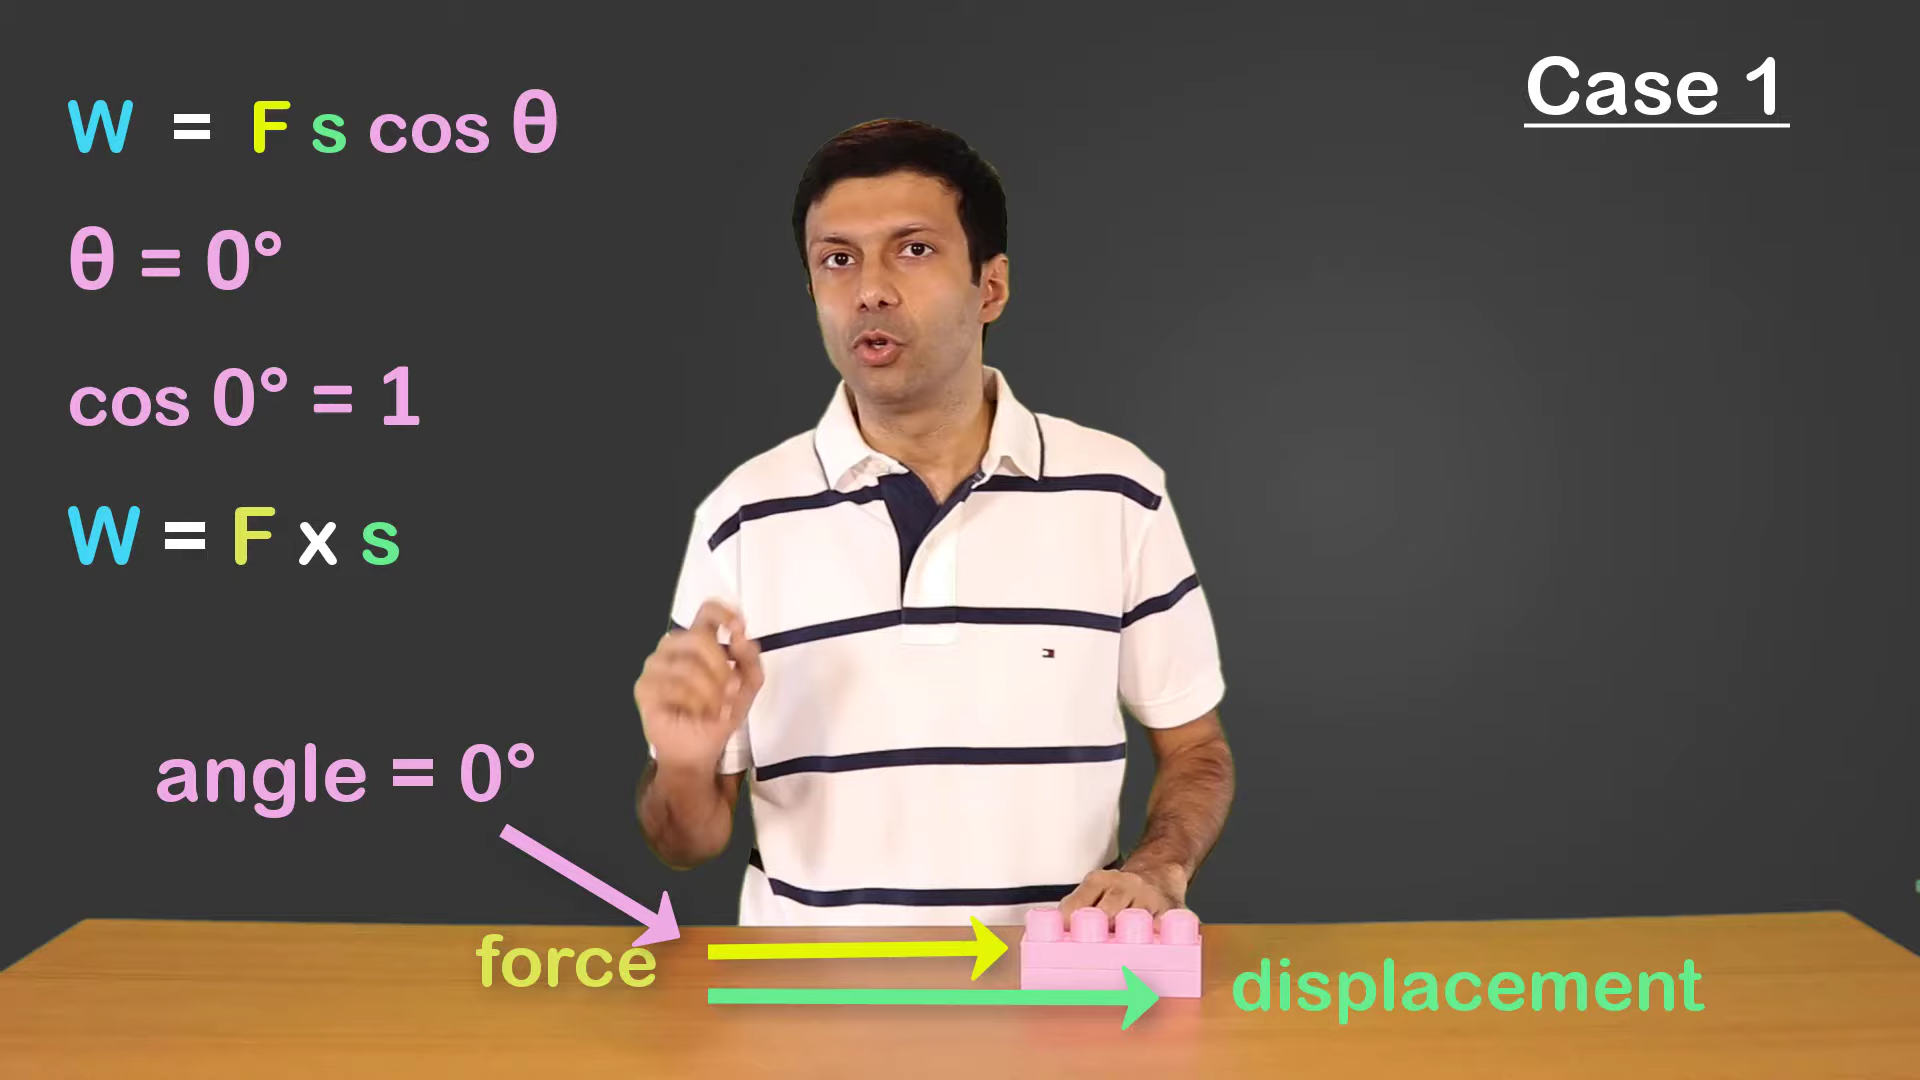 Case 1
W = F s cos θ
θ = 0°
cos 0° = 1
W = F x s
angle = 0°
force
displacement